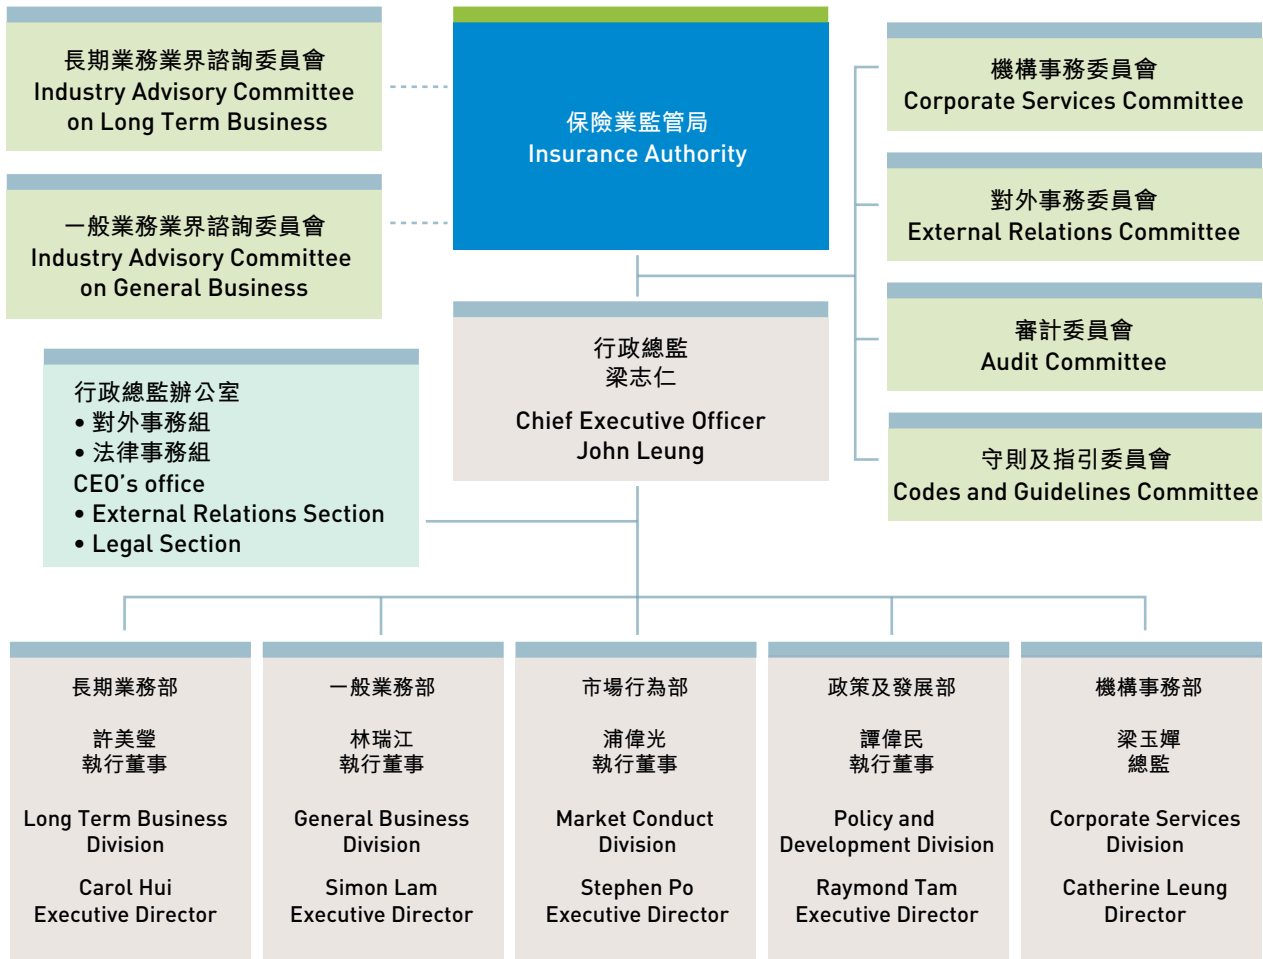 長期業務業界諮詢委員會
Industry Advisory Committee
on Long Term Business
一般業務業界諮詢委員會
Industry Advisory Committee
on General Business
保險業監管局
Insurance Authority
機構事務委員會
Corporate Services Committee
對外事務委員會
External Relations Committee
審計委員會
Audit Committee
守則及指引委員會
Codes and Guidelines Committee
行政總監
梁志仁
Chief Executive Officer
John Leung
行政總監辦公室
• 對外事務組
• 法律事務組
CEO’s office
• External Relations Section
• Legal Section
長期業務部
許美瑩
執行董事
Long Term Business
Division
Carol Hui
Executive Director
一般業務部
林瑞江
執行董事
General Business
Division
Simon Lam
Executive Director
市場行為部
浦偉光
執行董事
Market Conduct
Division
Stephen Po
Executive Director
政策及發展部
譚偉民
執行董事
Policy and
Development Division
Raymond Tam
Executive Director
機構事務部
梁玉嬋
總監
Corporate Services
Division
Catherine Leung
Director